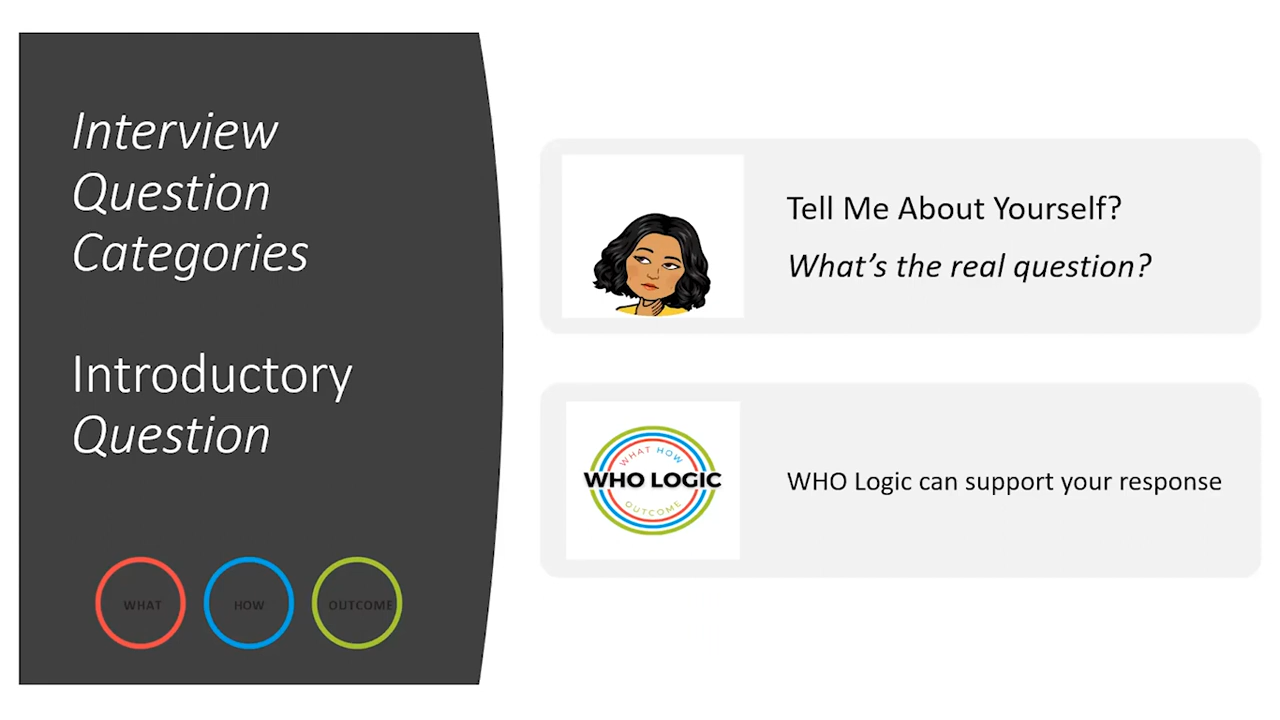 Interview
Question
Categories
Introductory
Question
WHAT
HOW
OUTCOME
Tell Me About Yourself?
What's the real question?
WHAT HOW
WHO LOGIC
OUTCOME
WHO Logic can support your response